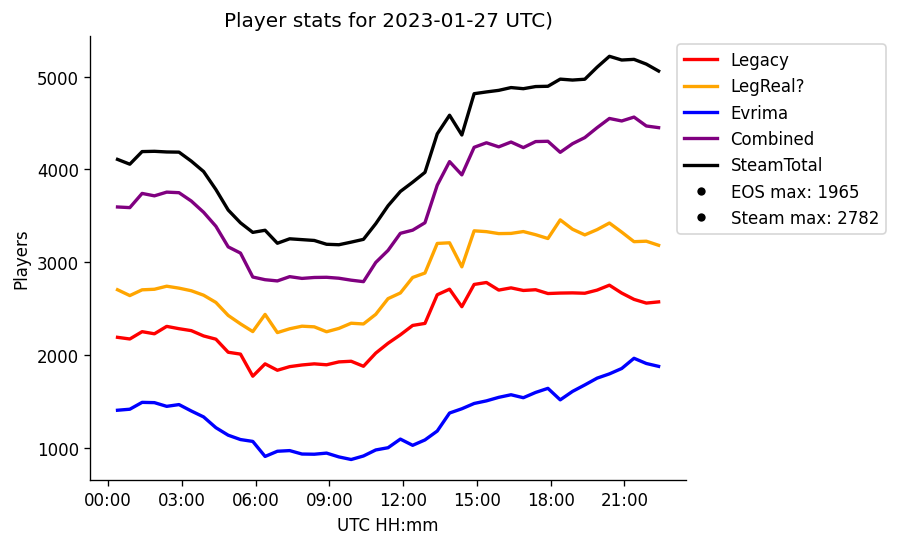 Player stats for 2023-01-27 UTC)
Legacy
LegReal?
Evrima
Combined
SteamTotal
EOS max: 1965
Steam max: 2782
Players
5000
4000
3000
2000
1000
00:00 03:00 06:00 09:00 12:00 15:00 18:00 21:00
UTC HH:mm